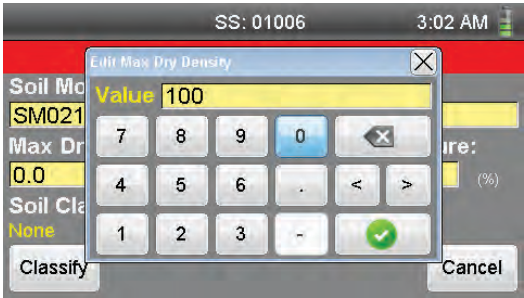 SS: 01006 3:02 AM
Edit Max Dry Density
Soil Mo
Value 100
SM021
7 8 9 0
Max Dr ure:
0.0 (%)
4 5 6 . < >
Soil Cla
None
1 2 3 -
Classify Cancel